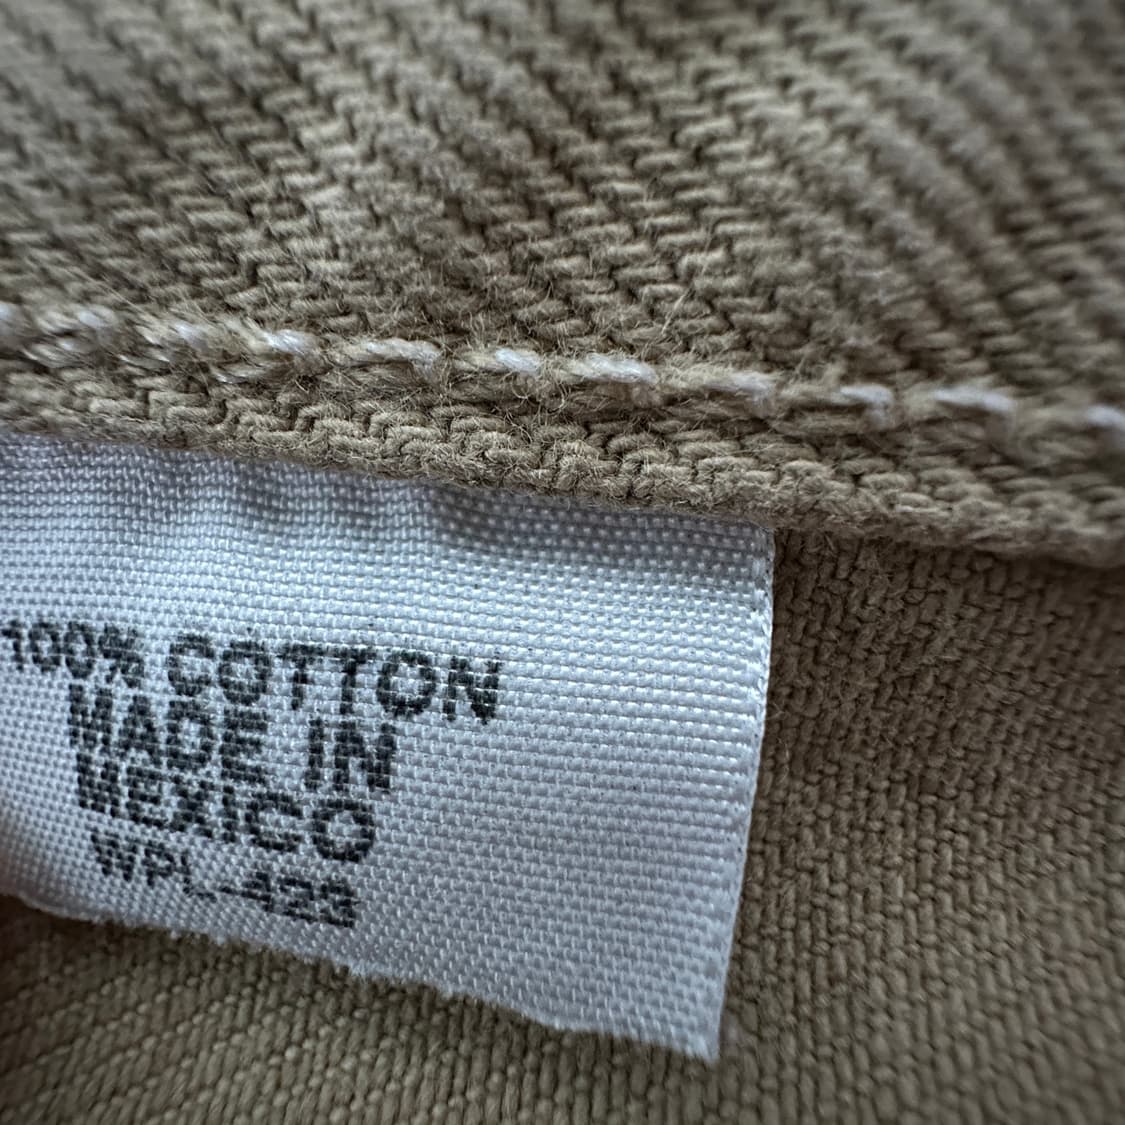 100% COTTON
MADE IN
MEXICO
WPL-423